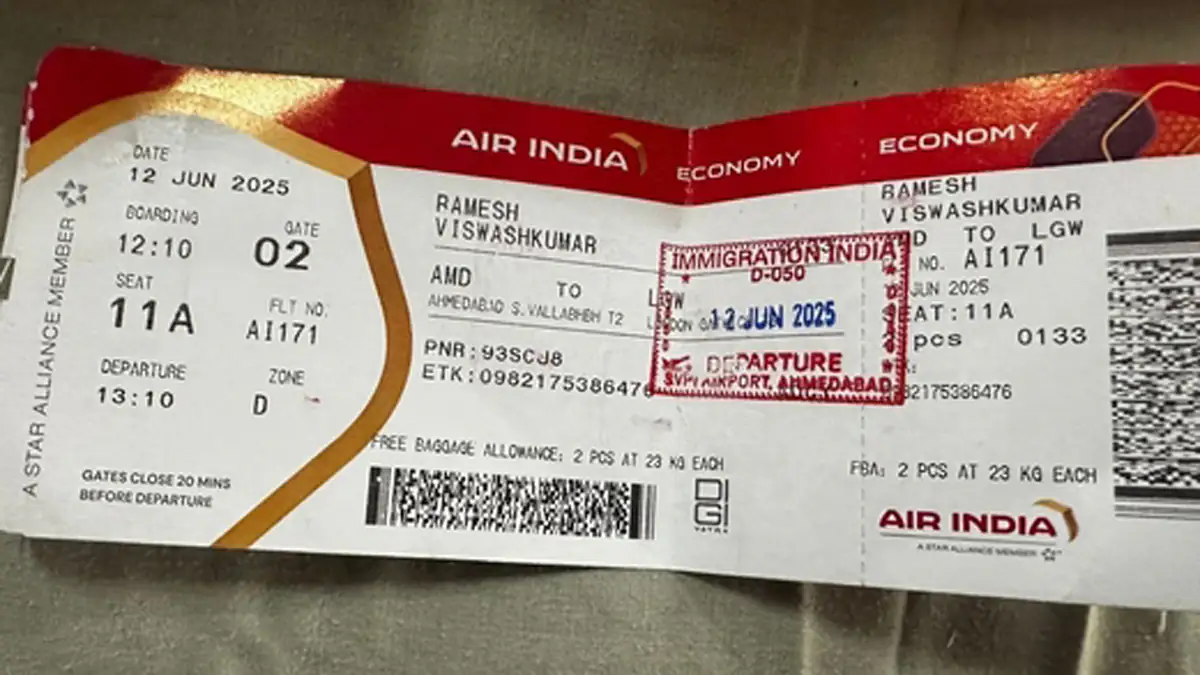 AIR INDIA
ECONOMY
ECONOMY
DATE
12 JUN 2025
BOARDING
12:10
GATE
02
SEAT
11A
FLT NO.
AI171
DEPARTURE
13:10
ZONE
D
GATES CLOSE 20 MINS
BEFORE DEPARTURE
A STAR ALLIANCE MEMBER
RAMESH
VISWASHKUMAR
AMD TO LGW
AHMEDABAD S.VALLABHBH T2
PNR:
ETK:0982175386476
FREE BAGGAGE ALLOWANCE: 2 PCS AT 23 KG EACH
DIGI
YATRA
IMMIGRATION INDIA
D-050
12 JUN 2025
DEPARTURE
SVPI AIRPORT, AHMEDABAD
RAMESH
VISWASHKUMAR
D TO LGW
NO. AI171
JUN 2025
SEAT:11A
pcs 0133
82175386476
FBA: 2 PCS AT 23 KG EACH
AIR INDIA
A STAR ALLIANCE MEMBER